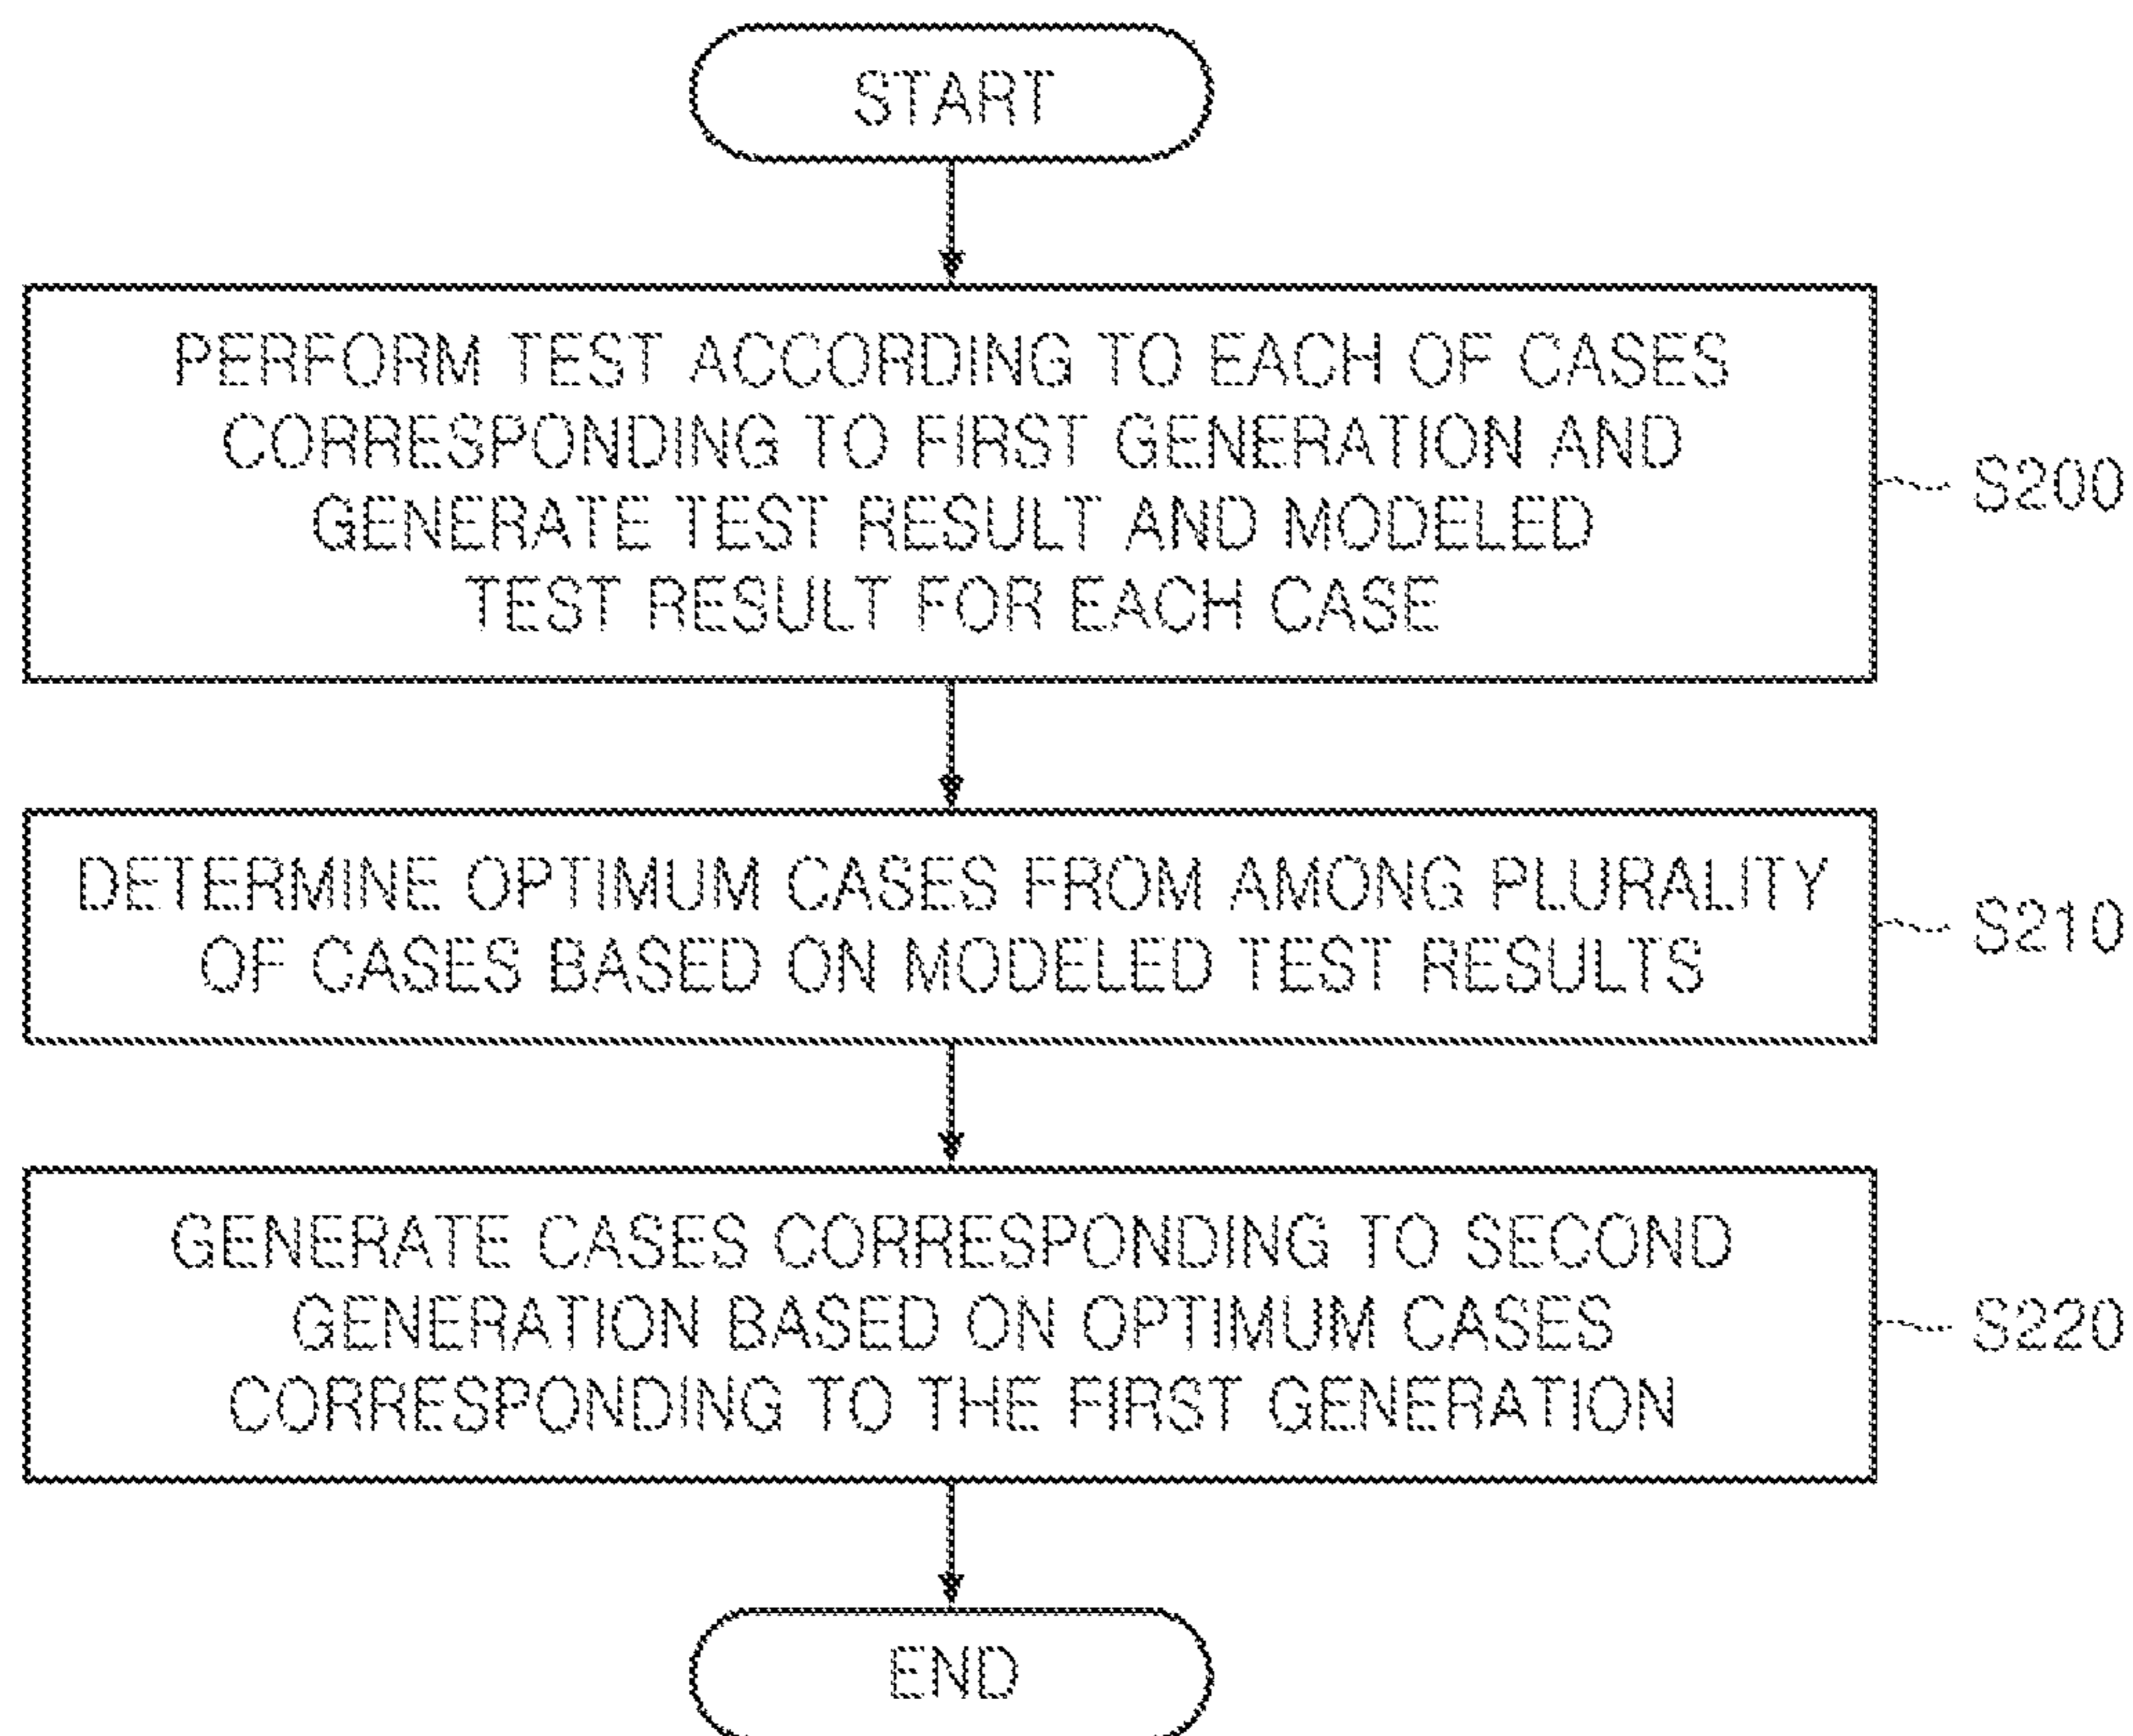 START
PERFORM TEST ACCORDING TO EACH OF CASES
CORRESPONDING TO FIRST GENERATION AND
GENERATE TEST RESULT AND MODELED
TEST RESULT FOR EACH CASE
S200
DETERMINE OPTIMUM CASES FROM AMONG PLURALITY
OF CASES BASED ON MODELED TEST RESULTS
S210
GENERATE CASES CORRESPONDING TO SECOND
GENERATION BASED ON OPTIMUM CASES
CORRESPONDING TO THE FIRST GENERATION
S220
END